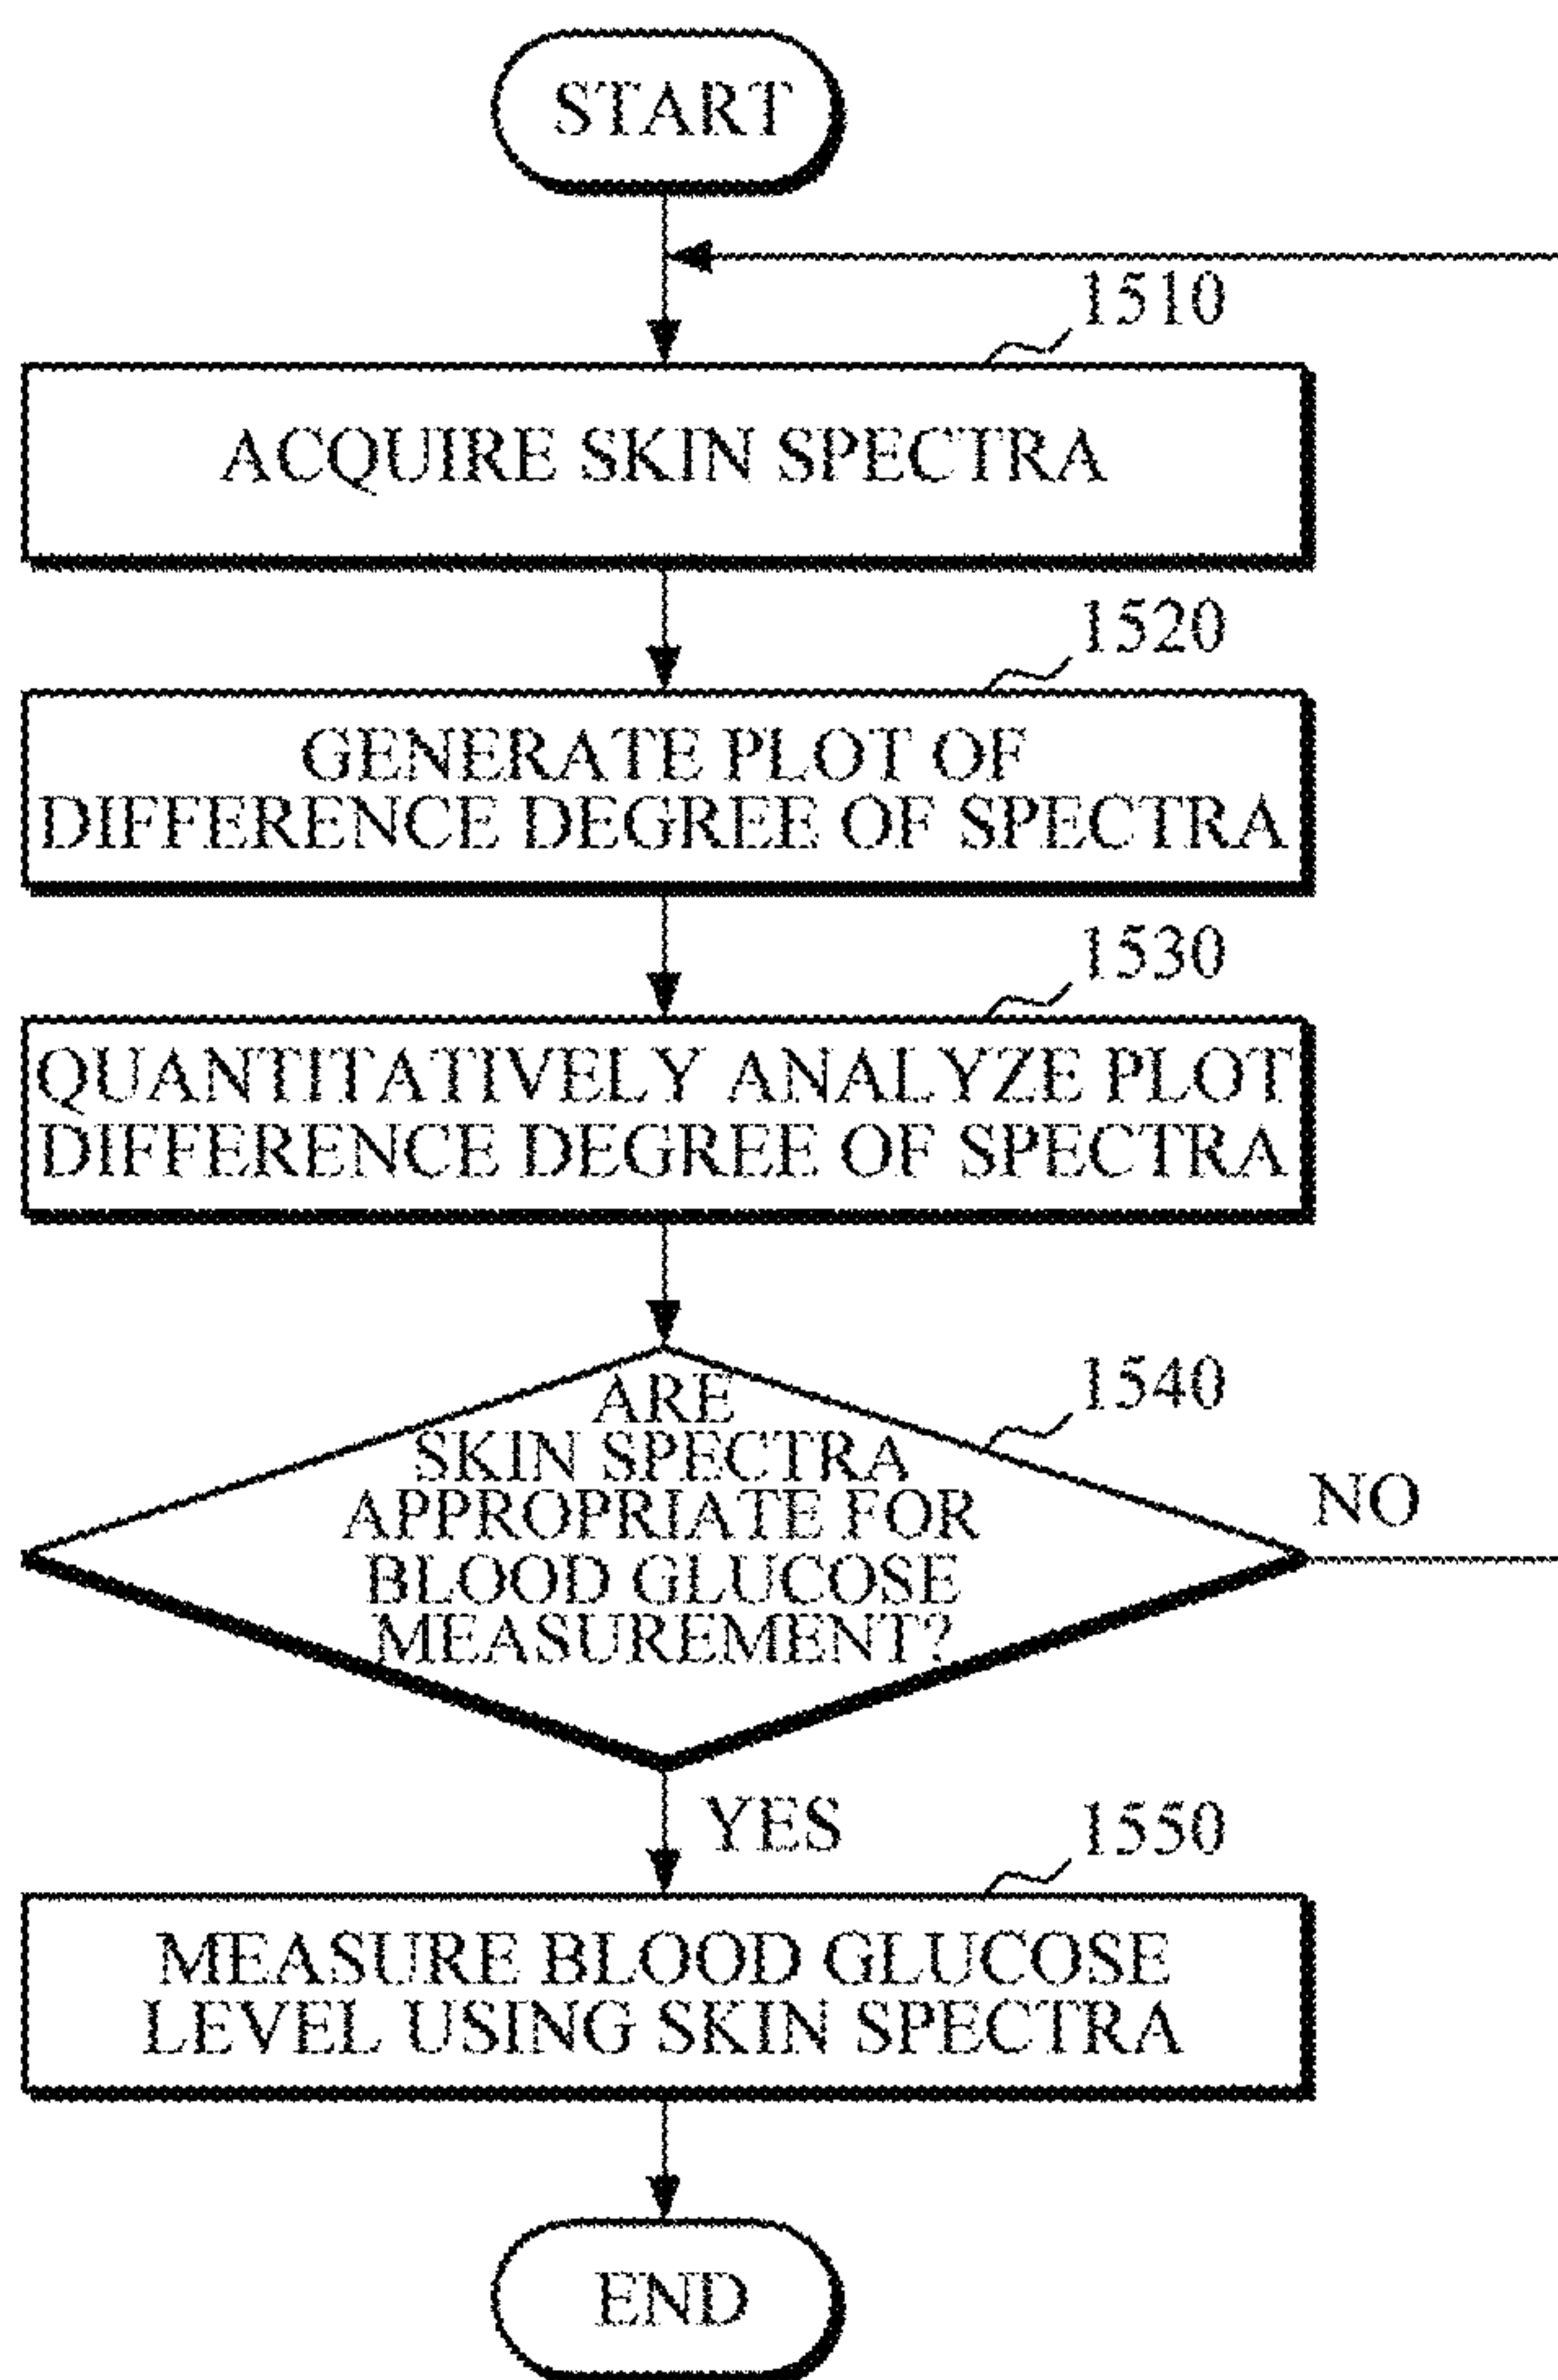 START
1510
ACQUIRE SKIN SPECTRA
1520
GENERATE PLOT OF
DIFFERENCE DEGREE OF SPECTRA
1530
QUANTITATIVELY ANALYZE PLOT
DIFFERENCE DEGREE OF SPECTRA
1540
ARE
SKIN SPECTRA
APPROPRIATE FOR
BLOOD GLUCOSE
MEASUREMENT?
NO
YES
1550
MEASURE BLOOD GLUCOSE
LEVEL USING SKIN SPECTRA
END